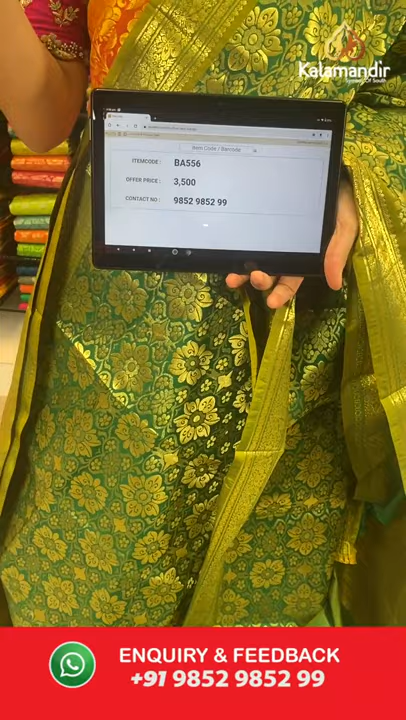 Kalamandir
Item Code / Barcode
ITEMCODE : BA556
OFFER PRICE : 3,500
CONTACT NO : 9852 9852 99
ENQUIRY & FEEDBACK
+91 9852 9852 99